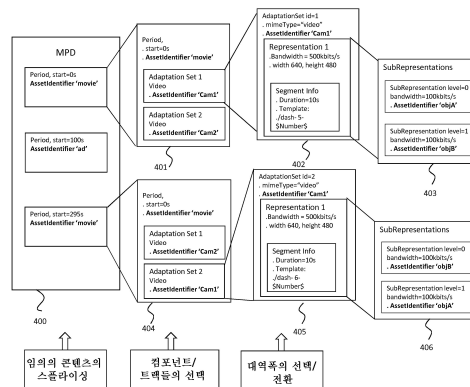 MPD
Period, start=0s
AssetIdentifier 'movie'
Period, start=100s
AssetIdentifier 'ad'
Period, start=295s
AssetIdentifier 'movie'
400
Period,
. start=0s
. AssetIdentifier 'movie'
Adaptation Set 1
Video
. AssetIdentifier 'Cam1'
Adaptation Set 2
Video
. AssetIdentifier 'Cam2'
401
AdaptationSet id=1
. mimeType="video"
. AssetIdentifier 'Cam1'
Representation 1
.Bandwidth = 500kbits/s
. width 640, height 480
Segment Info
. Duration=10s
. Template:
./dash- 5-
$Number$
402
SubRepresentations
SubRepresentation level=0
bandwidth=100kbits/s
. AssetIdentifier 'objA'
SubRepresentation level=1
bandwidth=100kbits/s
. AssetIdentifier 'objB'
403
Period,
. start=0s
. AssetIdentifier 'movie'
Adaptation Set 1
Video
. AssetIdentifier 'Cam2'
Adaptation Set 2
Video
. AssetIdentifier 'Cam1'
404
AdaptationSet id=2
. mimeType="video"
. AssetIdentifier 'Cam1'
Representation 1
.Bandwidth = 500kbits/s
. width 640, height 480
Segment Info
. Duration=10s
. Template:
./dash- 6-
$Number$
405
SubRepresentations
SubRepresentation level=0
bandwidth=100kbits/s
. AssetIdentifier 'objB'
SubRepresentation level=1
bandwidth=100kbits/s
. AssetIdentifier 'objA'
406
임의의 콘텐츠의
스플라이싱
컴포넌트/
트랙들의 선택
대역폭의 선택/
전환